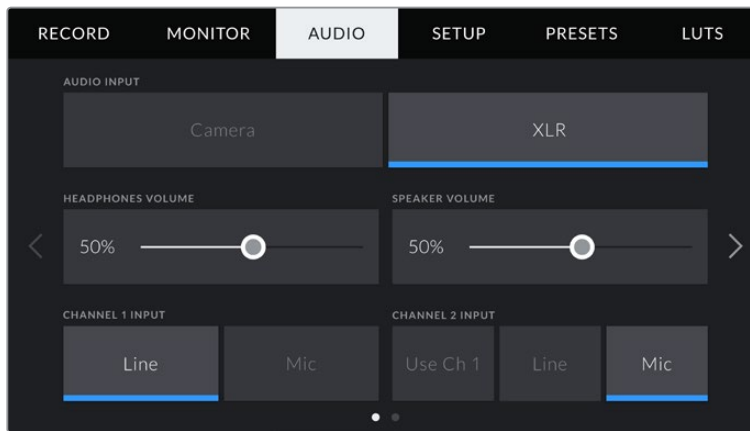 RECORD MONITOR AUDIO SETUP PRESETS LUTS
AUDIO INPUT
Camera XLR
HEADPHONES VOLUME SPEAKER VOLUME
50% 50%
CHANNEL 1 INPUT CHANNEL 2 INPUT
Line Mic Use Ch 1 Line Mic